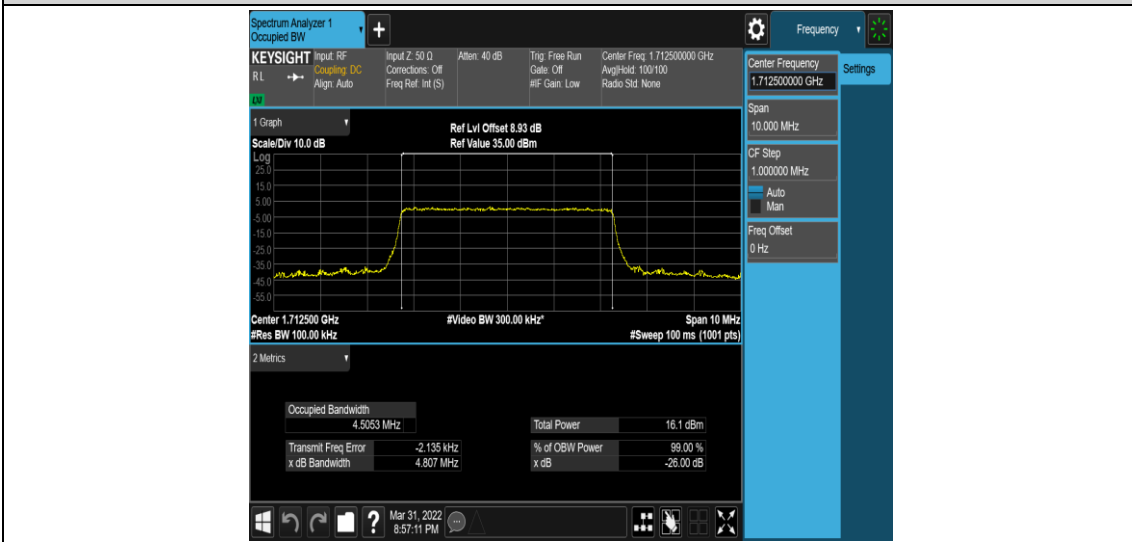 Spectrum Analyzer 1
Occupied BW
+
Frequency
KEYSIGHT
RL
Input: RF
Coupling: DC
Align: Auto
Input Z: 50 Ω
Corrections: Off
Freq Ref: Int (S)
Atten: 40 dB
Trig: Free Run
Gate: Off
#IF Gain: Low
Center Freq: 1.712500000 GHz
Avg|Hold: 100/100
Radio Std: None
Center Frequency
1.712500000 GHz
Settings
Span
10.000 MHz
CF Step
1.000000 MHz
Auto
Man
Freq Offset
0 Hz
1 Graph
Scale/Div 10.0 dB
Ref Lvl Offset 8.93 dB
Ref Value 35.00 dBm
Log
25.0
15.0
5.00
-5.00
-15.0
-25.0
-35.0
-45.0
-55.0
Center 1.712500 GHz
#Res BW 100.00 kHz
#Video BW 300.00 kHz*
Span 10 MHz
#Sweep 100 ms (1001 pts)
2 Metrics
Occupied Bandwidth
4.5053 MHz
Total Power 16.1 dBm
Transmit Freq Error -2.135 kHz
% of OBW Power 99.00 %
x dB Bandwidth 4.807 MHz
x dB -26.00 dB
?
Mar 31, 2022
8:57:11 PM